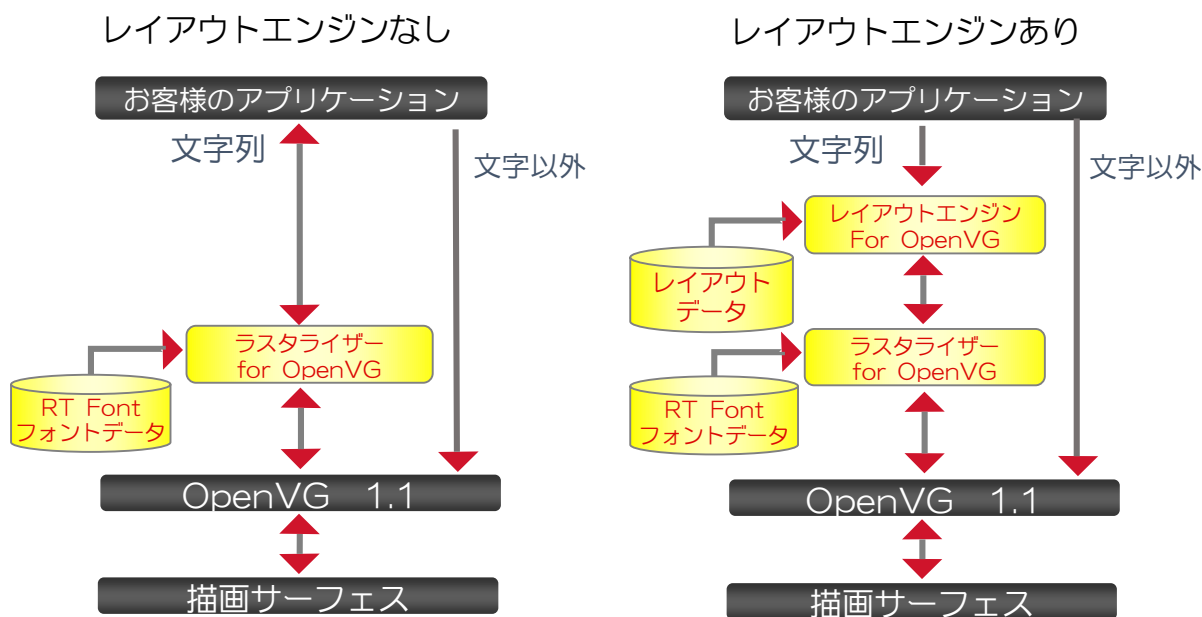 レイアウトエンジンなし
お客様のアプリケーション
文字列
文字以外
ラスタライザー
for OpenVG
RT Font
フォントデータ
OpenVG 1.1
描画サーフェス
レイアウトエンジンあり
お客様のアプリケーション
文字列
文字以外
レイアウトエンジン
For OpenVG
レイアウト
データ
ラスタライザー
for OpenVG
RT Font
フォントデータ
OpenVG 1.1
描画サーフェス